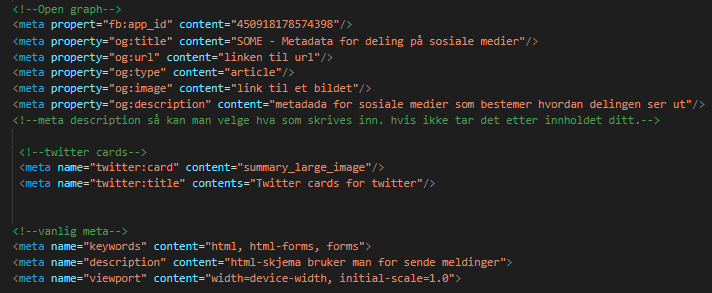 <!--Open graph-->
<meta propert="fb:app_id" content="450918178574398"/>
<meta property="og:title" content="SOME - Metadata for deling på sosiale medier"/>
<meta property="og:url" content="linken til url"/>
<meta property="og:type" content="article"/>
<meta property="og:image" content="link til et bildet"/>
<meta property="og:description" content="metadada for sosiale medier som bestemer hvordan delingen ser ut"/>
<!--meta description så kan man velge hva som skrives inn. hvis ikke tar det etter innholdet ditt.-->
<!--twitter cards-->
<meta name="twitter:card" content="summary_large_image"/>
<meta name="twitter:title" contents="Twitter cards for twitter"/>
<!--vanlig meta-->
<meta name="keywords" content="html, html-forms, forms">
<meta name="description" content="html-skjema bruker man for sende meldinger">
<meta name="viewport" content="width=device-width, initial-scale=1.0">